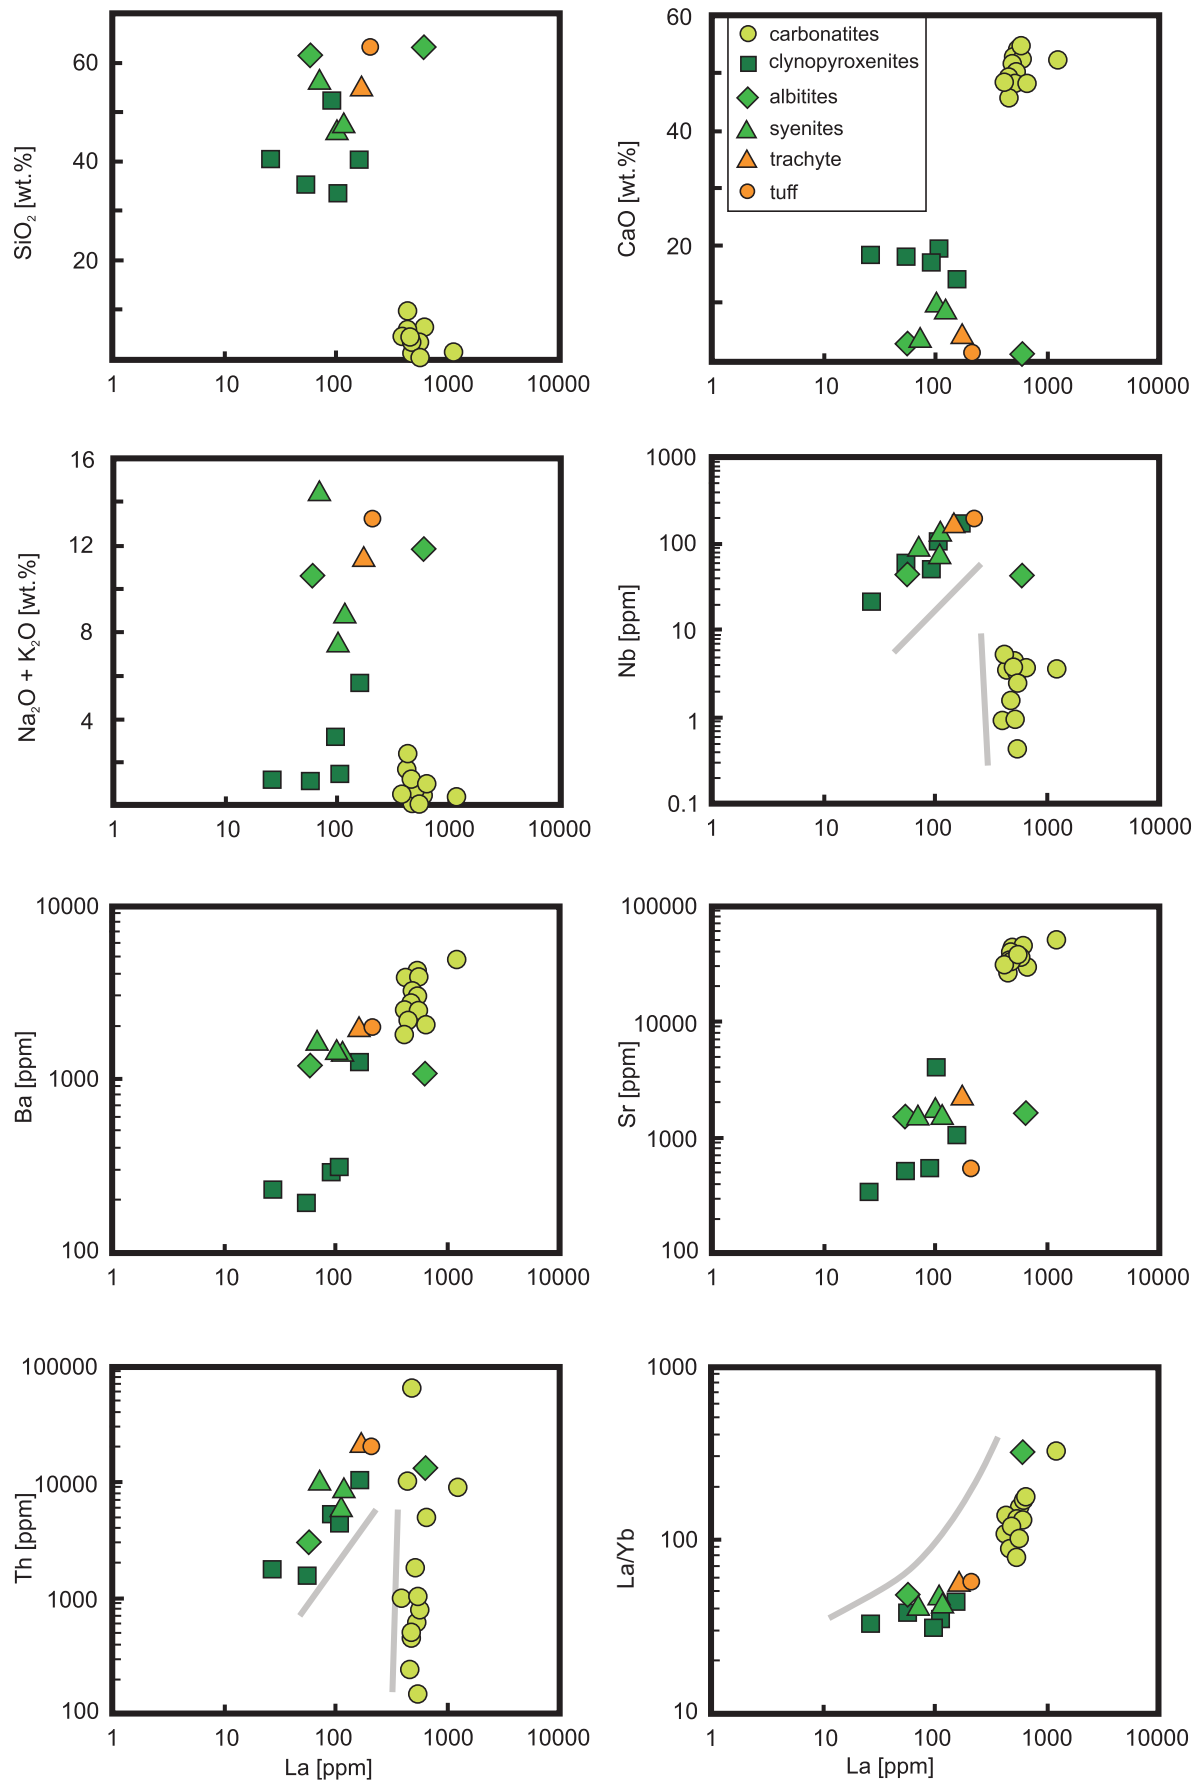 60
40
20
SiO₂ [wt.%]
1 10 100 1000 10000
60
40
20
CaO [wt.%]
carbonatites
clynopyroxenites
albitites
syenites
trachyte
tuff
1 10 100 1000 10000
16
12
8
4
Na₂O + K₂O [wt.%]
1 10 100 1000 10000
1000
100
10
1
0.1
Nb [ppm]
1 10 100 1000 10000
10000
1000
100
Ba [ppm]
1 10 100 1000 10000
100000
10000
1000
100
Sr [ppm]
1 10 100 1000 10000
100000
10000
1000
100
Th [ppm]
1 10 100 1000 10000
La [ppm]
1000
100
10
La/Yb
1 10 100 1000 10000
La [ppm]